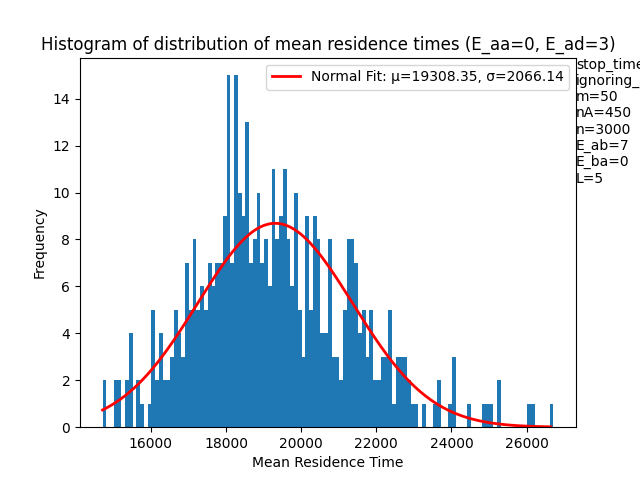 Histogram of distribution of mean residence times (E_aa=0, E_ad=3)
Normal Fit: μ=19308.35, σ=2066.14
stop_time
ignoring_
m=50
nA=450
n=3000
E_ab=7
E_ba=0
L=5
14
12
10
8
6
4
2
0
Frequency
16000 18000 20000 22000 24000 26000
Mean Residence Time